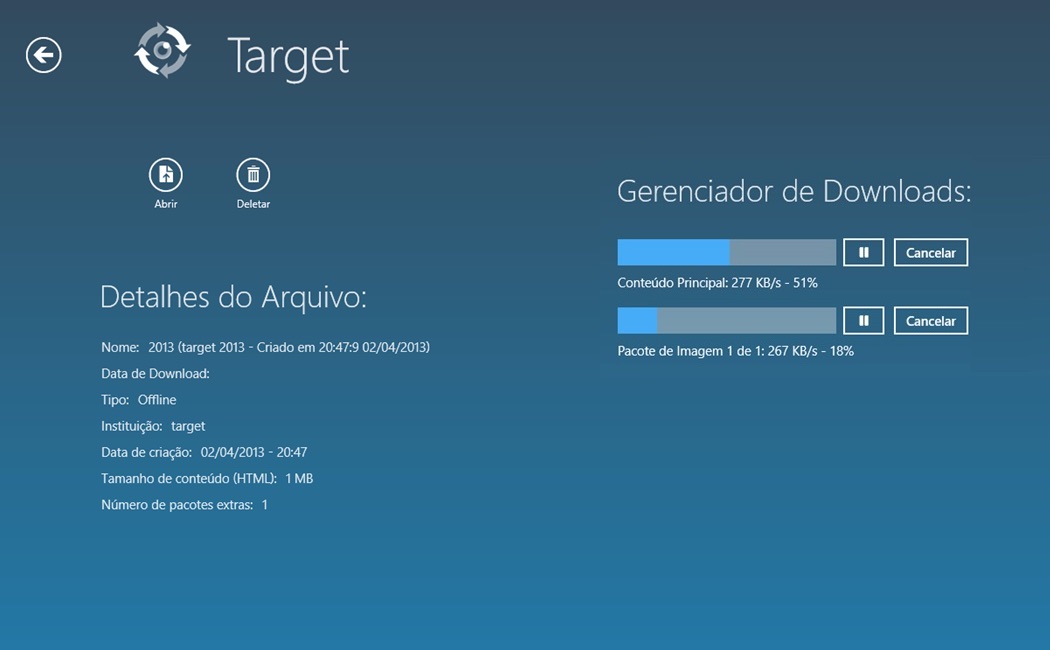 Target
Abrir
Deletar
Gerenciador de Downloads:
Cancelar
Conteúdo Principal: 277 KB/s - 51%
Cancelar
Pacote de Imagem 1 de 1: 267 KB/s - 18%
Detalhes do Arquivo:
Nome: 2013 (target 2013 - Criado em 20:47:9 02/04/2013)
Data de Download:
Tipo: Offline
Instituição: target
Data de criação: 02/04/2013 - 20:47
Tamanho de conteúdo (HTML): 1 MB
Número de pacotes extras: 1